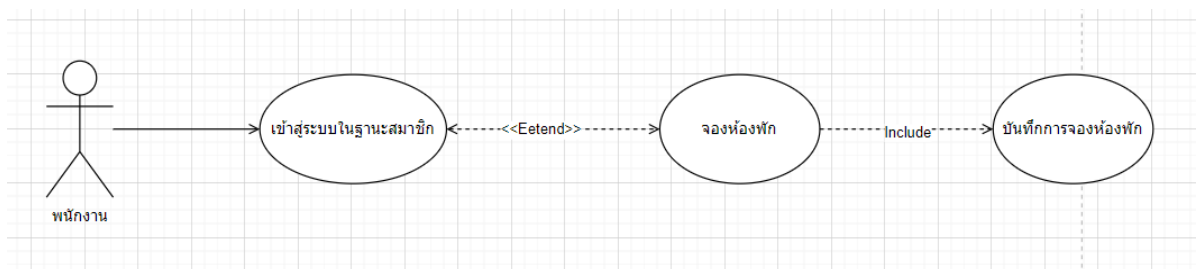 เข้าสู่ระบบในฐานะสมาชิก
<<Eetend>>
จองห้องพัก
Include
บันทึกการจองห้องพัก
พนักงาน